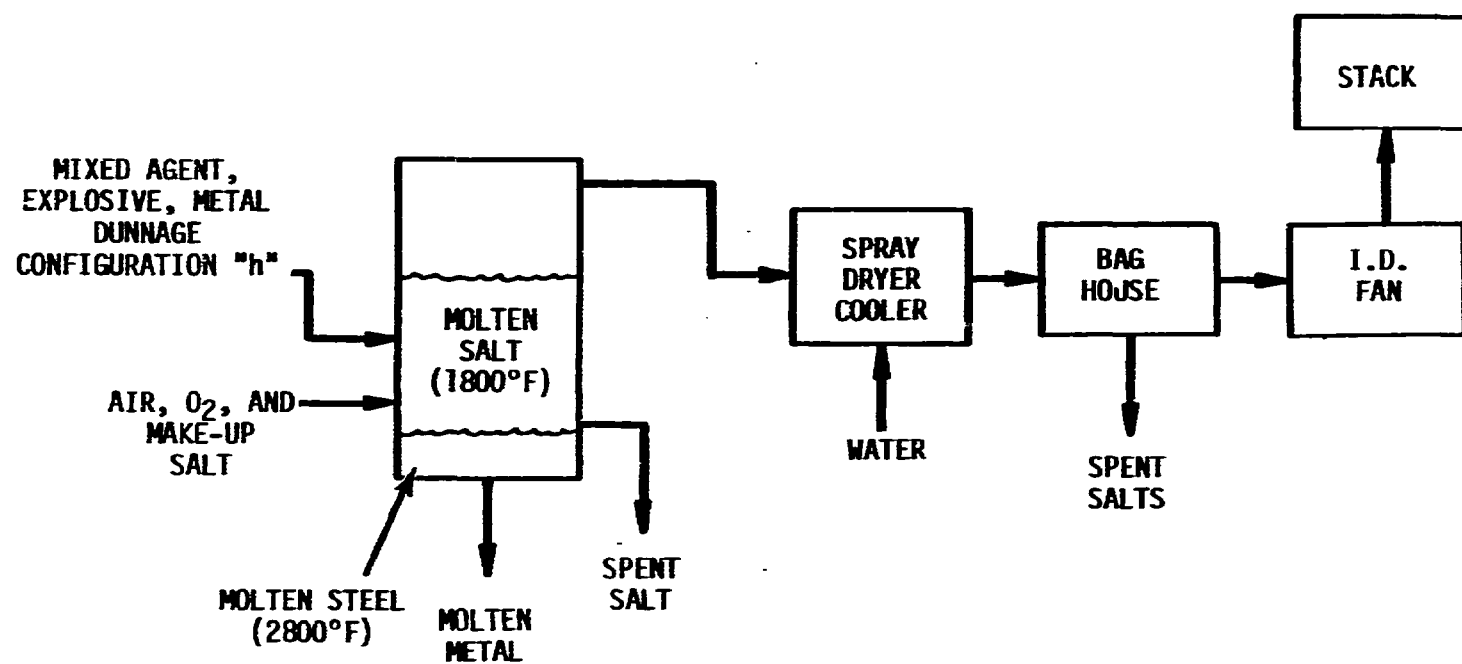 STACK
MIXED AGENT,
EXPLOSIVE, METAL
DUNNAGE
CONFIGURATION "h"
SPRAY
DRYER
COOLER
BAG
HOUSE
I.D.
FAN
MOLTEN
SALT
(1800°F)
AIR, O2, AND
MAKE-UP
SALT
WATER
SPENT
SALTS
SPENT
SALT
MOLTEN STEEL
(2800°F)
MOLTEN
METAL